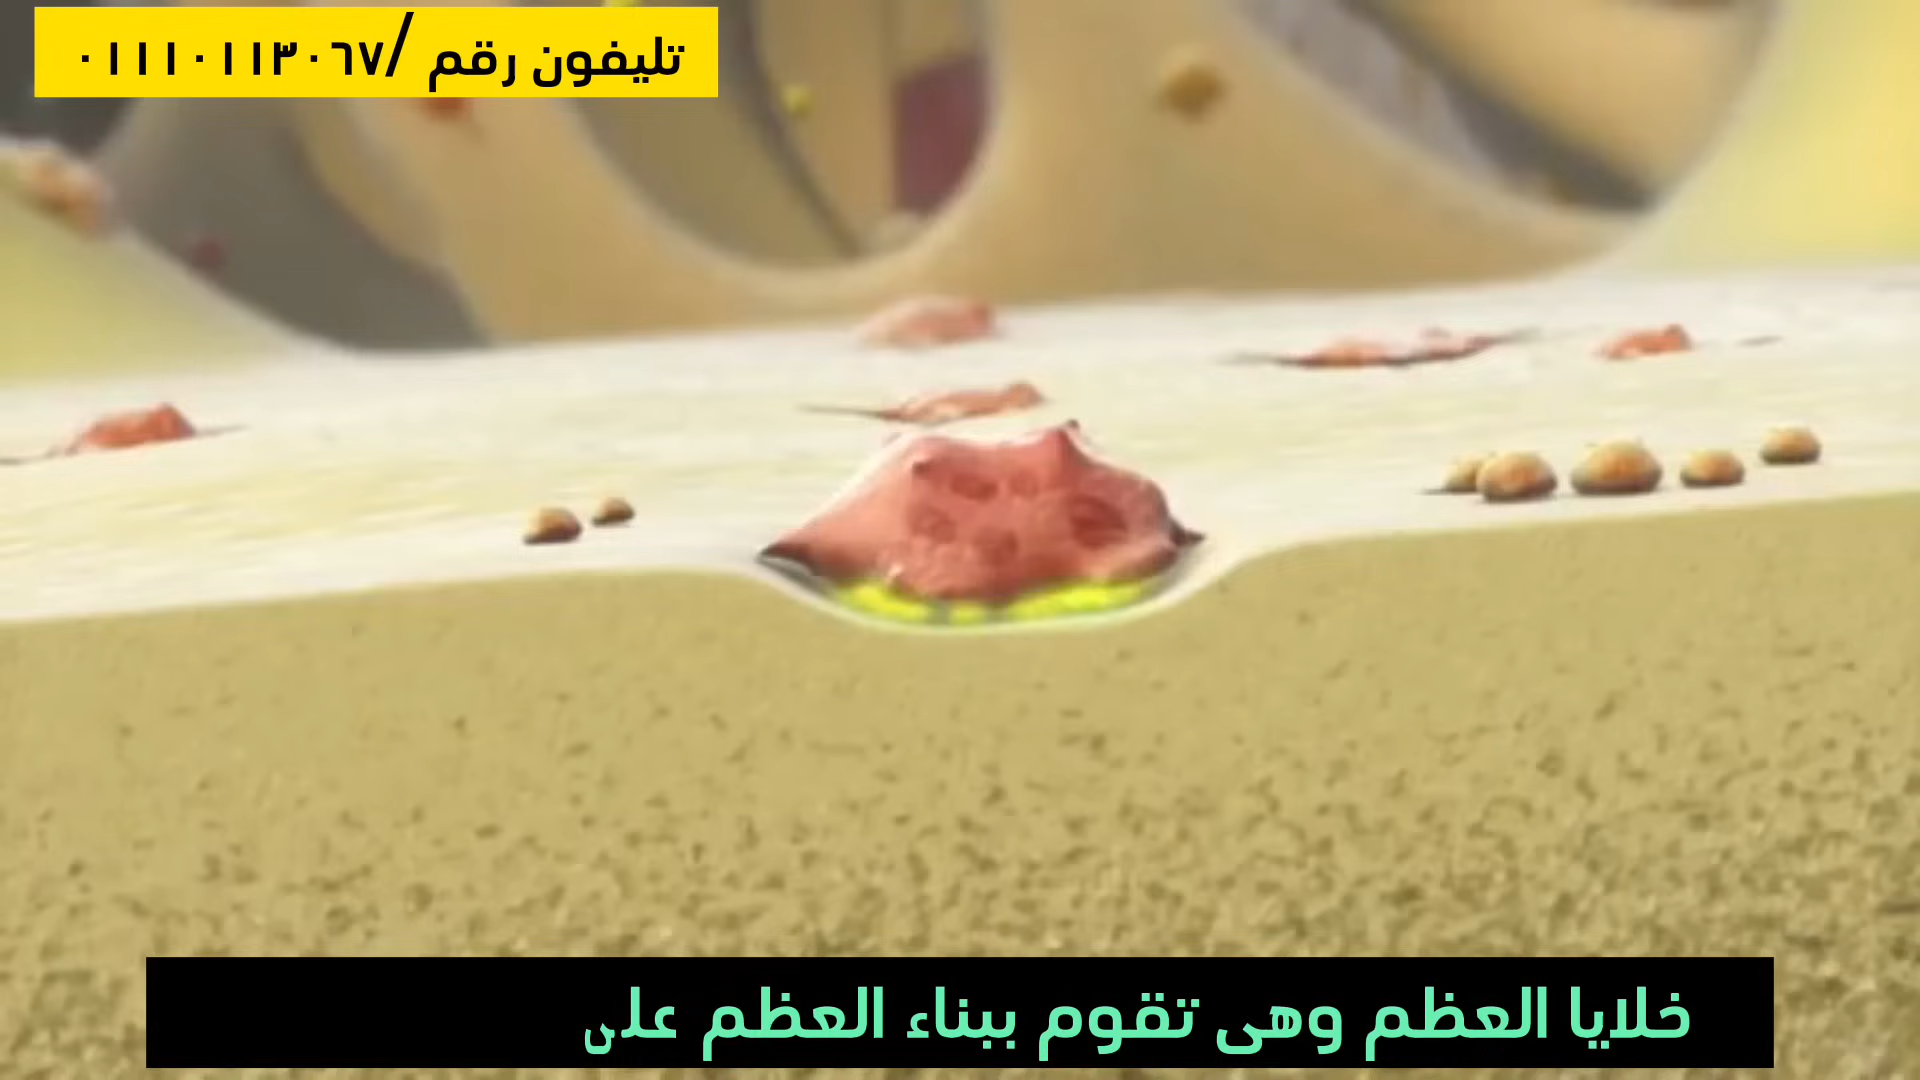 تليفون رقم /٠١١١٠١١٣٠٦٧
خلايا العظم وهى تقوم ببناء العظم على